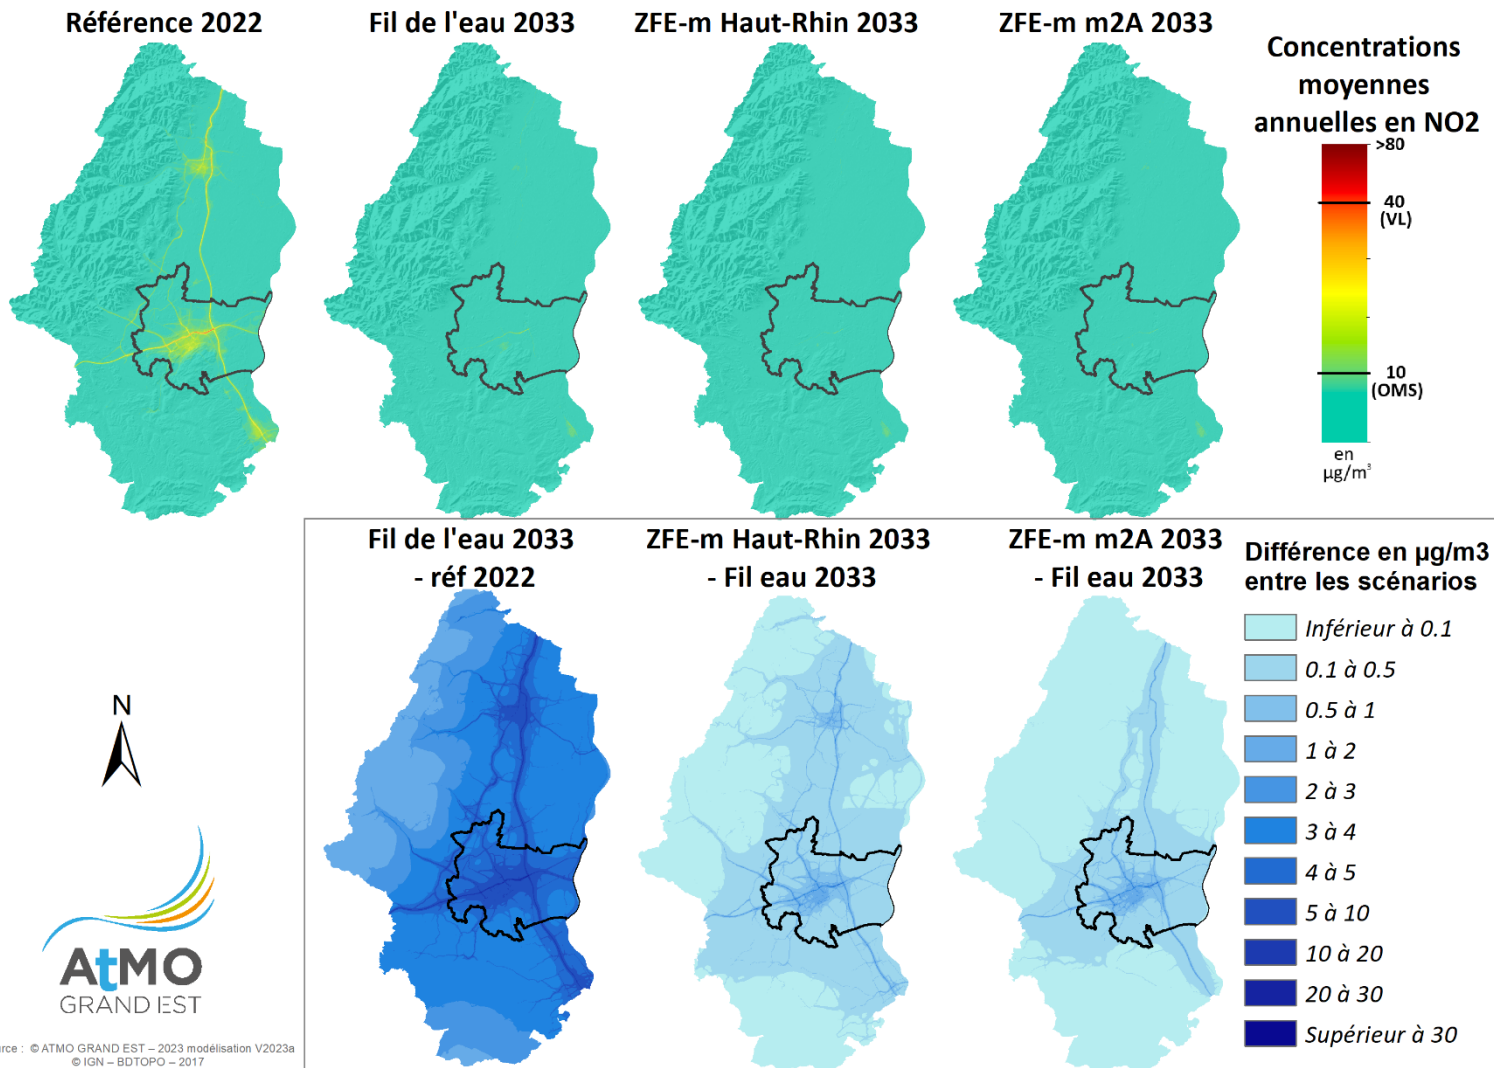 Référence 2022
Fil de l'eau 2033
ZFE-m Haut-Rhin 2033
ZFE-m m2A 2033
Concentrations
moyennes
annuelles en NO2
>80
40
(VL)
10
(OMS)
en
µg/m³
Fil de l'eau 2033
- réf 2022
ZFE-m Haut-Rhin 2033
- Fil eau 2033
ZFE-m m2A 2033
- Fil eau 2033
Différence en µg/m3
entre les scénarios
Inférieur à 0.1
0.1 à 0.5
0.5 à 1
1 à 2
2 à 3
3 à 4
4 à 5
5 à 10
10 à 20
20 à 30
Supérieur à 30
N
AtMO
GRAND EST
rce : © ATMO GRAND EST – 2023 modélisation V2023a
© IGN – BDTOPO – 2017